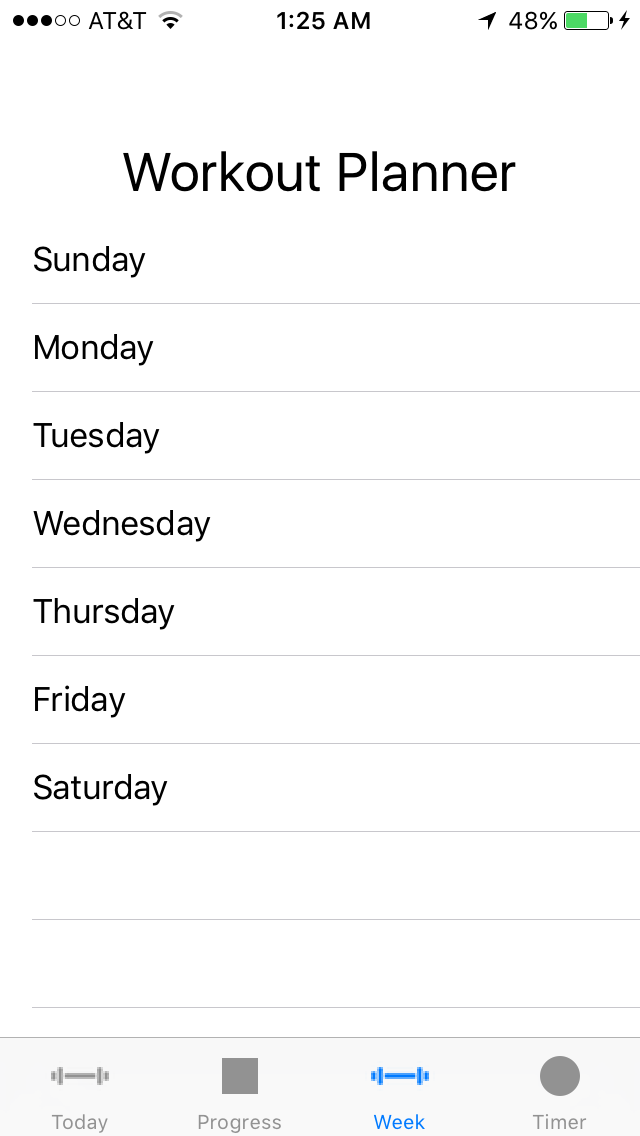 AT&T 1:25 AM 48%
Workout Planner
Sunday
Monday
Tuesday
Wednesday
Thursday
Friday
Saturday
Today Progress Week Timer